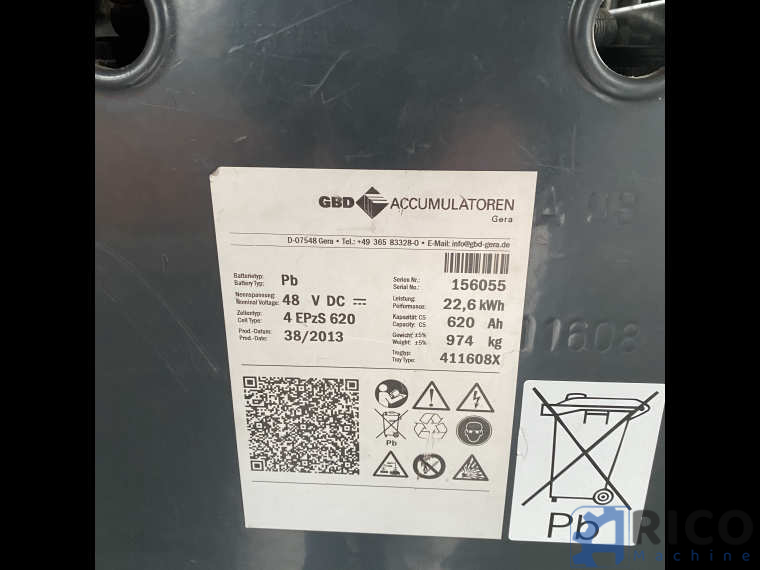 GBD ACCUMULATOREN
Gera
D-07548 Gera • Tel.: +49 365 83328-0 • E-Mail: info@gbd-gera.de
Batterietyp:
Battery Typ: Pb
Serien Nr.:
Serial No.: 156055
Nennspannung:
Nominal Voltage: 48 V DC
Leistung:
Performance: 22,6 kWh
Zellentyp:
Cell Type: 4 EPzS 620
Kapazität C5
Capacity: C5 620 Ah
Prod.-Datum:
Prod.-Date: 38/2013
Gewicht: ±5%
Weight: ±5% 974 kg
Trogtyp:
Tray Type: 411608X
Pb
Pb
01608
RICO
Machine